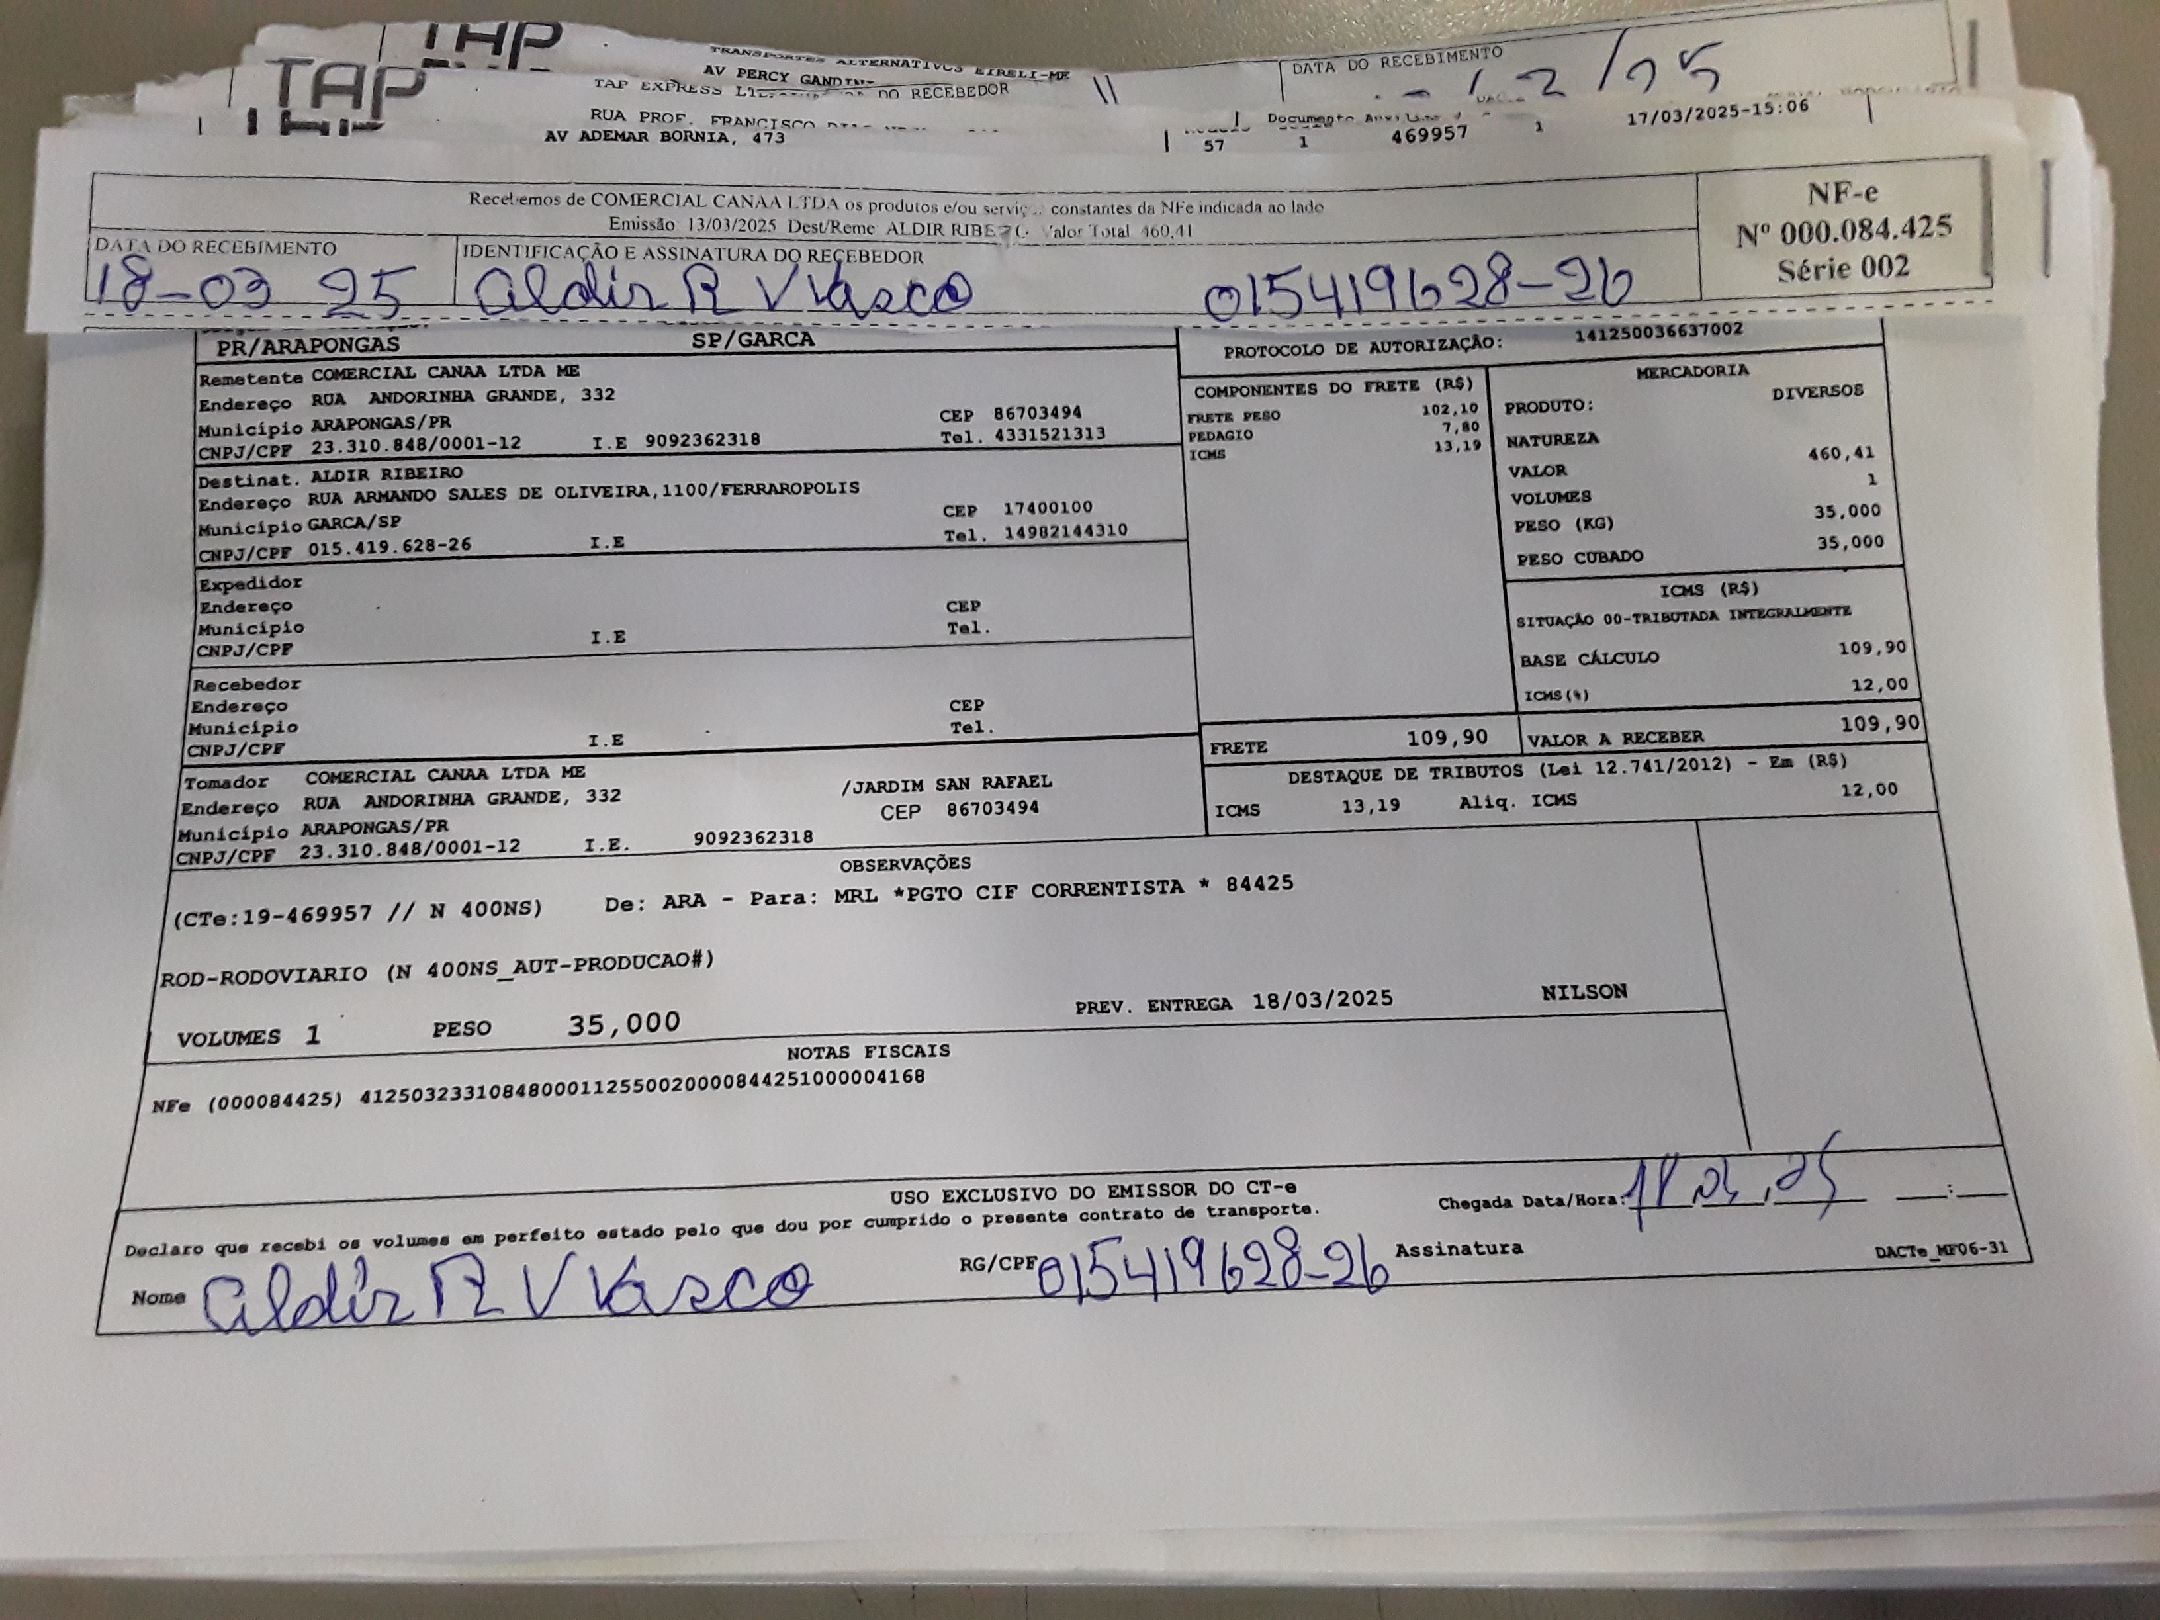 TAP
TRANSPORTES ALTERNATIVOS EIRELI-ME
AV PERCY
DATA DO RECEBIMENTO
TAP
TAP EXPRESS DO RECEBEDOR
RUA PROF. FRANCISCO
AV ADEMAR BORNIA, 473
57 1 469957 1 17/03/2025-15:06
Recebemos de COMERCIAL CANAA LTDA os produtos e/ou constantes da NFe indicada ao lado
Emissão 13/03/2025 Dest/Reme ALDIR Valor Total 460,41
NF-e
Nº 000.084.425
Série 002
DATA DO RECEBIMENTO
18-03 25
IDENTIFICAÇÃO E ASSINATURA DO RECEBEDOR
Aldir R V Vasco 015419628-26
PR/ARAPONGAS SP/GARCA
PROTOCOLO DE AUTORIZAÇÃO: 141250036637002
Remetente COMERCIAL CANAA LTDA ME
Endereço RUA ANDORINHA GRANDE, 332
Município ARAPONGAS/PR CEP 86703494
CNPJ/CPF 23.310.848/0001-12 I.E 9092362318 Tel. 4331521313
Destinat. ALDIR RIBEIRO
Endereço RUA ARMANDO SALES DE OLIVEIRA,1100/FERRAROPOLIS
Município GARCA/SP CEP 17400100
CNPJ/CPF 015.419.628-26 I.E Tel. 14982144310
Expedidor
Endereço CEP
Município Tel.
CNPJ/CPF I.E
Recebedor
Endereço CEP
Município Tel.
CNPJ/CPF I.E
Tomador COMERCIAL CANAA LTDA ME
Endereço RUA ANDORINHA GRANDE, 332 /JARDIM SAN RAFAEL
Município ARAPONGAS/PR CEP 86703494
CNPJ/CPF 23.310.848/0001-12 I.E. 9092362318
COMPONENTES DO FRETE (R$)
FRETE PESO 102,10
PEDAGIO 7,80
ICMS 13,19
MERCADORIA
PRODUTO: DIVERSOS
NATUREZA
VALOR 460,41
VOLUMES 1
PESO (KG) 35,000
PESO CUBADO 35,000
ICMS (R$)
SITUAÇÃO 00-TRIBUTADA INTEGRALMENTE
BASE CÁLCULO 109,90
ICMS(%) 12,00
FRETE 109,90 VALOR A RECEBER 109,90
DESTAQUE DE TRIBUTOS (Lei 12.741/2012) - Em (R$)
ICMS 13,19 Aliq. ICMS 12,00
OBSERVAÇÕES
(CTe:19-469957 // N 400NS) De: ARA - Para: MRL *PGTO CIF CORRENTISTA * 84425
ROD-RODOVIARIO (N 400NS_AUT-PRODUCAO#)
VOLUMES 1 PESO 35,000 PREV. ENTREGA 18/03/2025 NILSON
NOTAS FISCAIS
NFe (000084425) 41250323310848000112550020000844251000004168
USO EXCLUSIVO DO EMISSOR DO CT-e
Declaro que recebi os volumes em perfeito estado pelo que dou por cumprido o presente contrato de transporte.
Chegada Data/Hora:
Nome Aldir R V Vasco RG/CPF 015419628-26 Assinatura
DACTe_MF06-31